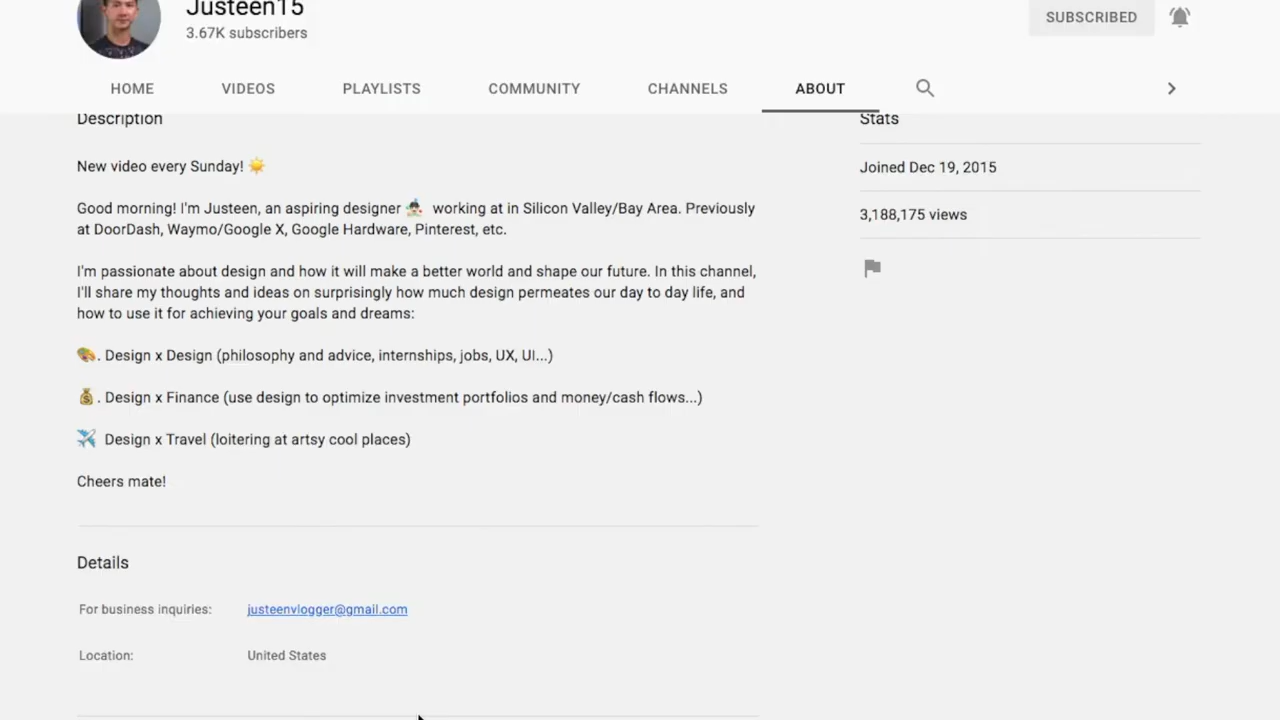 Justeen15
3.67K subscribers
SUBSCRIBED
HOME
VIDEOS
PLAYLISTS
COMMUNITY
CHANNELS
ABOUT
Description
New video every Sunday! ☀️
Good morning! I'm Justeen, an aspiring designer 👨🏻‍🎨 working at in Silicon Valley/Bay Area. Previously
at DoorDash, Waymo/Google X, Google Hardware, Pinterest, etc.
I'm passionate about design and how it will make a better world and shape our future. In this channel,
I'll share my thoughts and ideas on surprisingly how much design permeates our day to day life, and
how to use it for achieving your goals and dreams:
🎨. Design x Design (philosophy and advice, internships, jobs, UX, UI...)
💰. Design x Finance (use design to optimize investment portfolios and money/cash flows...)
✈️ Design x Travel (loitering at artsy cool places)
Cheers mate!
Details
For business inquiries: justeenvlogger@gmail.com
Location: United States
Stats
Joined Dec 19, 2015
3,188,175 views